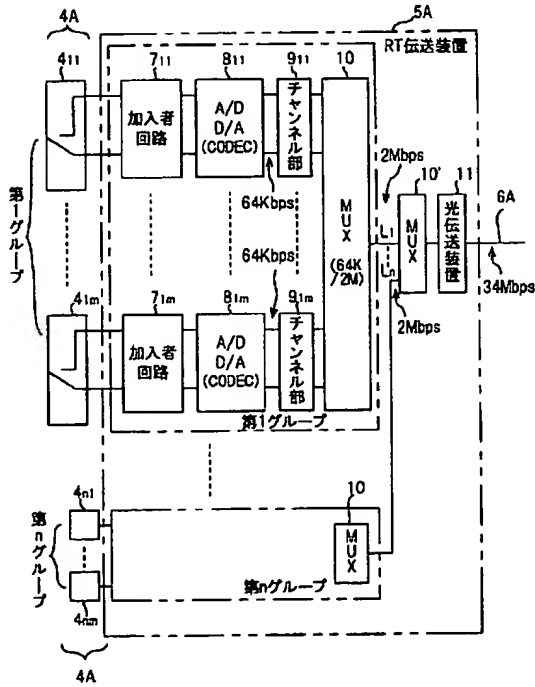 5A
4A
RT伝送装置
411
711
811
911
10
加入者
回路
A/D
D/A
(CODEC)
チャンネル部
MUX
(64K
/2M)
第1グループ
64Kbps
64Kbps
2Mbps
10'
11
6A
L1
Ln
MUX
光伝送
装置
34Mbps
2Mbps
41m
71m
81m
91m
加入者
回路
A/D
D/A
(CODEC)
チャンネル部
第1グループ
4n1
第nグループ
10
MUX
第nグループ
4nm
4A